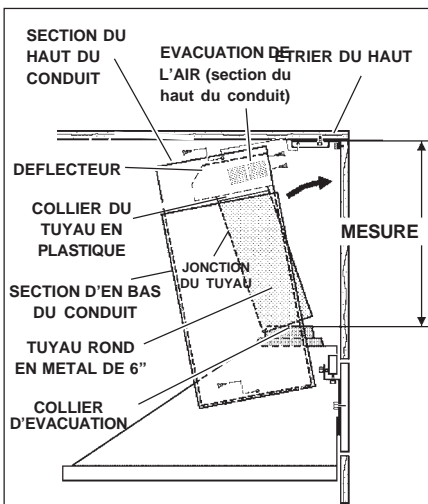 SECTION DU
HAUT DU
CONDUIT
EVACUATION DE
L'AIR (section du
haut du conduit)
ETRIER DU HAUT
DEFLECTEUR
COLLIER DU
TUYAU EN
PLASTIQUE
MESURE
JONCTION
DU TUYAU
SECTION D'EN BAS
DU CONDUIT
TUYAU ROND
EN METAL DE 6”
COLLIER
D'EVACUATION